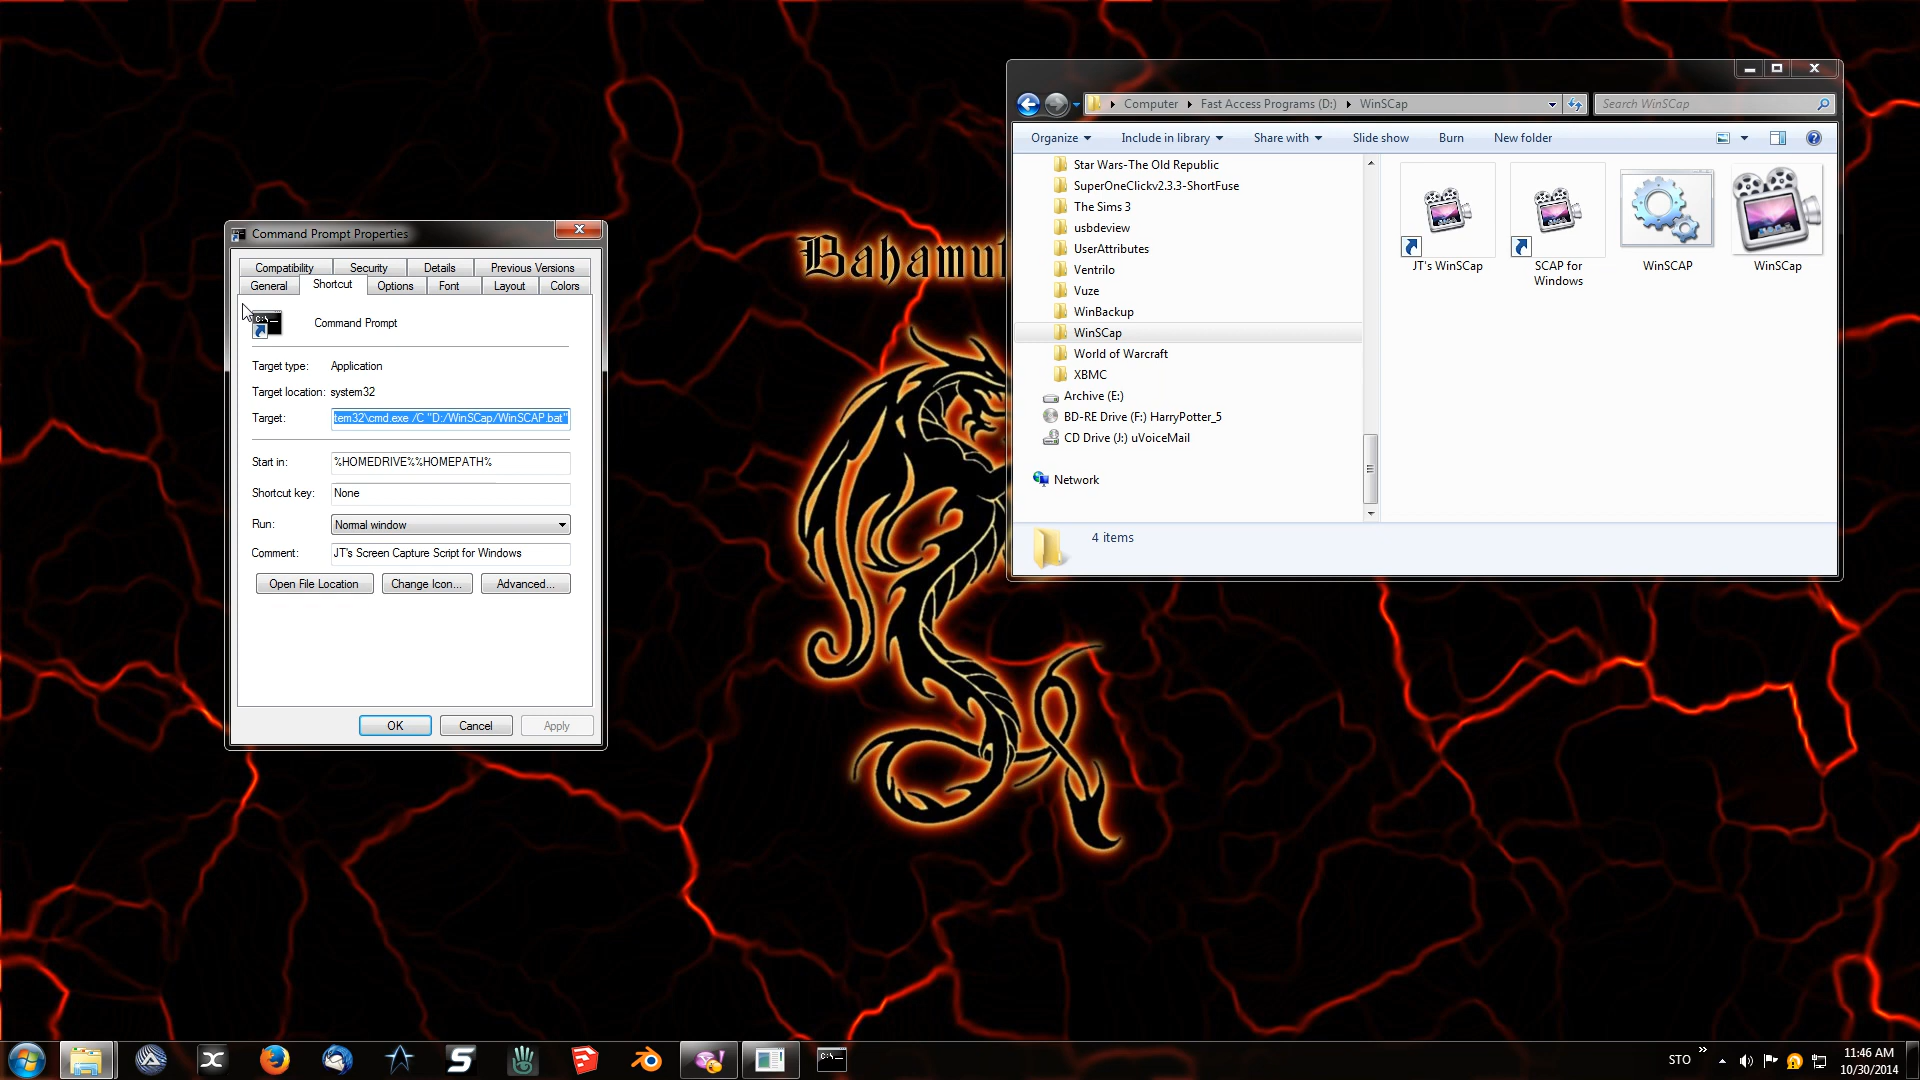 Bahamut
Command Prompt Properties
Compatibility
Security
Details
Previous Versions
General
Shortcut
Options
Font
Layout
Colors
C:\
Command Prompt
Target type:
Application
Target location:
system32
Target:
tem32\cmd.exe /C "D:/WinSCap/WinSCAP.bat"
Start in:
%HOMEDRIVE%%HOMEPATH%
Shortcut key:
None
Run:
Normal window
Comment:
JT's Screen Capture Script for Windows
Open File Location
Change Icon...
Advanced...
OK
Cancel
Apply
Computer
Fast Access Programs (D:)
WinSCap
Search WinSCap
Organize
Include in library
Share with
Slide show
Burn
New folder
Star Wars-The Old Republic
SuperOneClickv2.3.3-ShortFuse
The Sims 3
usbdeview
UserAttributes
Ventrilo
Vuze
WinBackup
WinSCap
World of Warcraft
XBMC
Archive (E:)
BD-RE Drive (F:) HarryPotter_5
CD Drive (J:) uVoiceMail
Network
JT's WinSCap
SCAP for
Windows
WinSCAP
WinSCap
4 items
STO
11:46 AM
10/30/2014